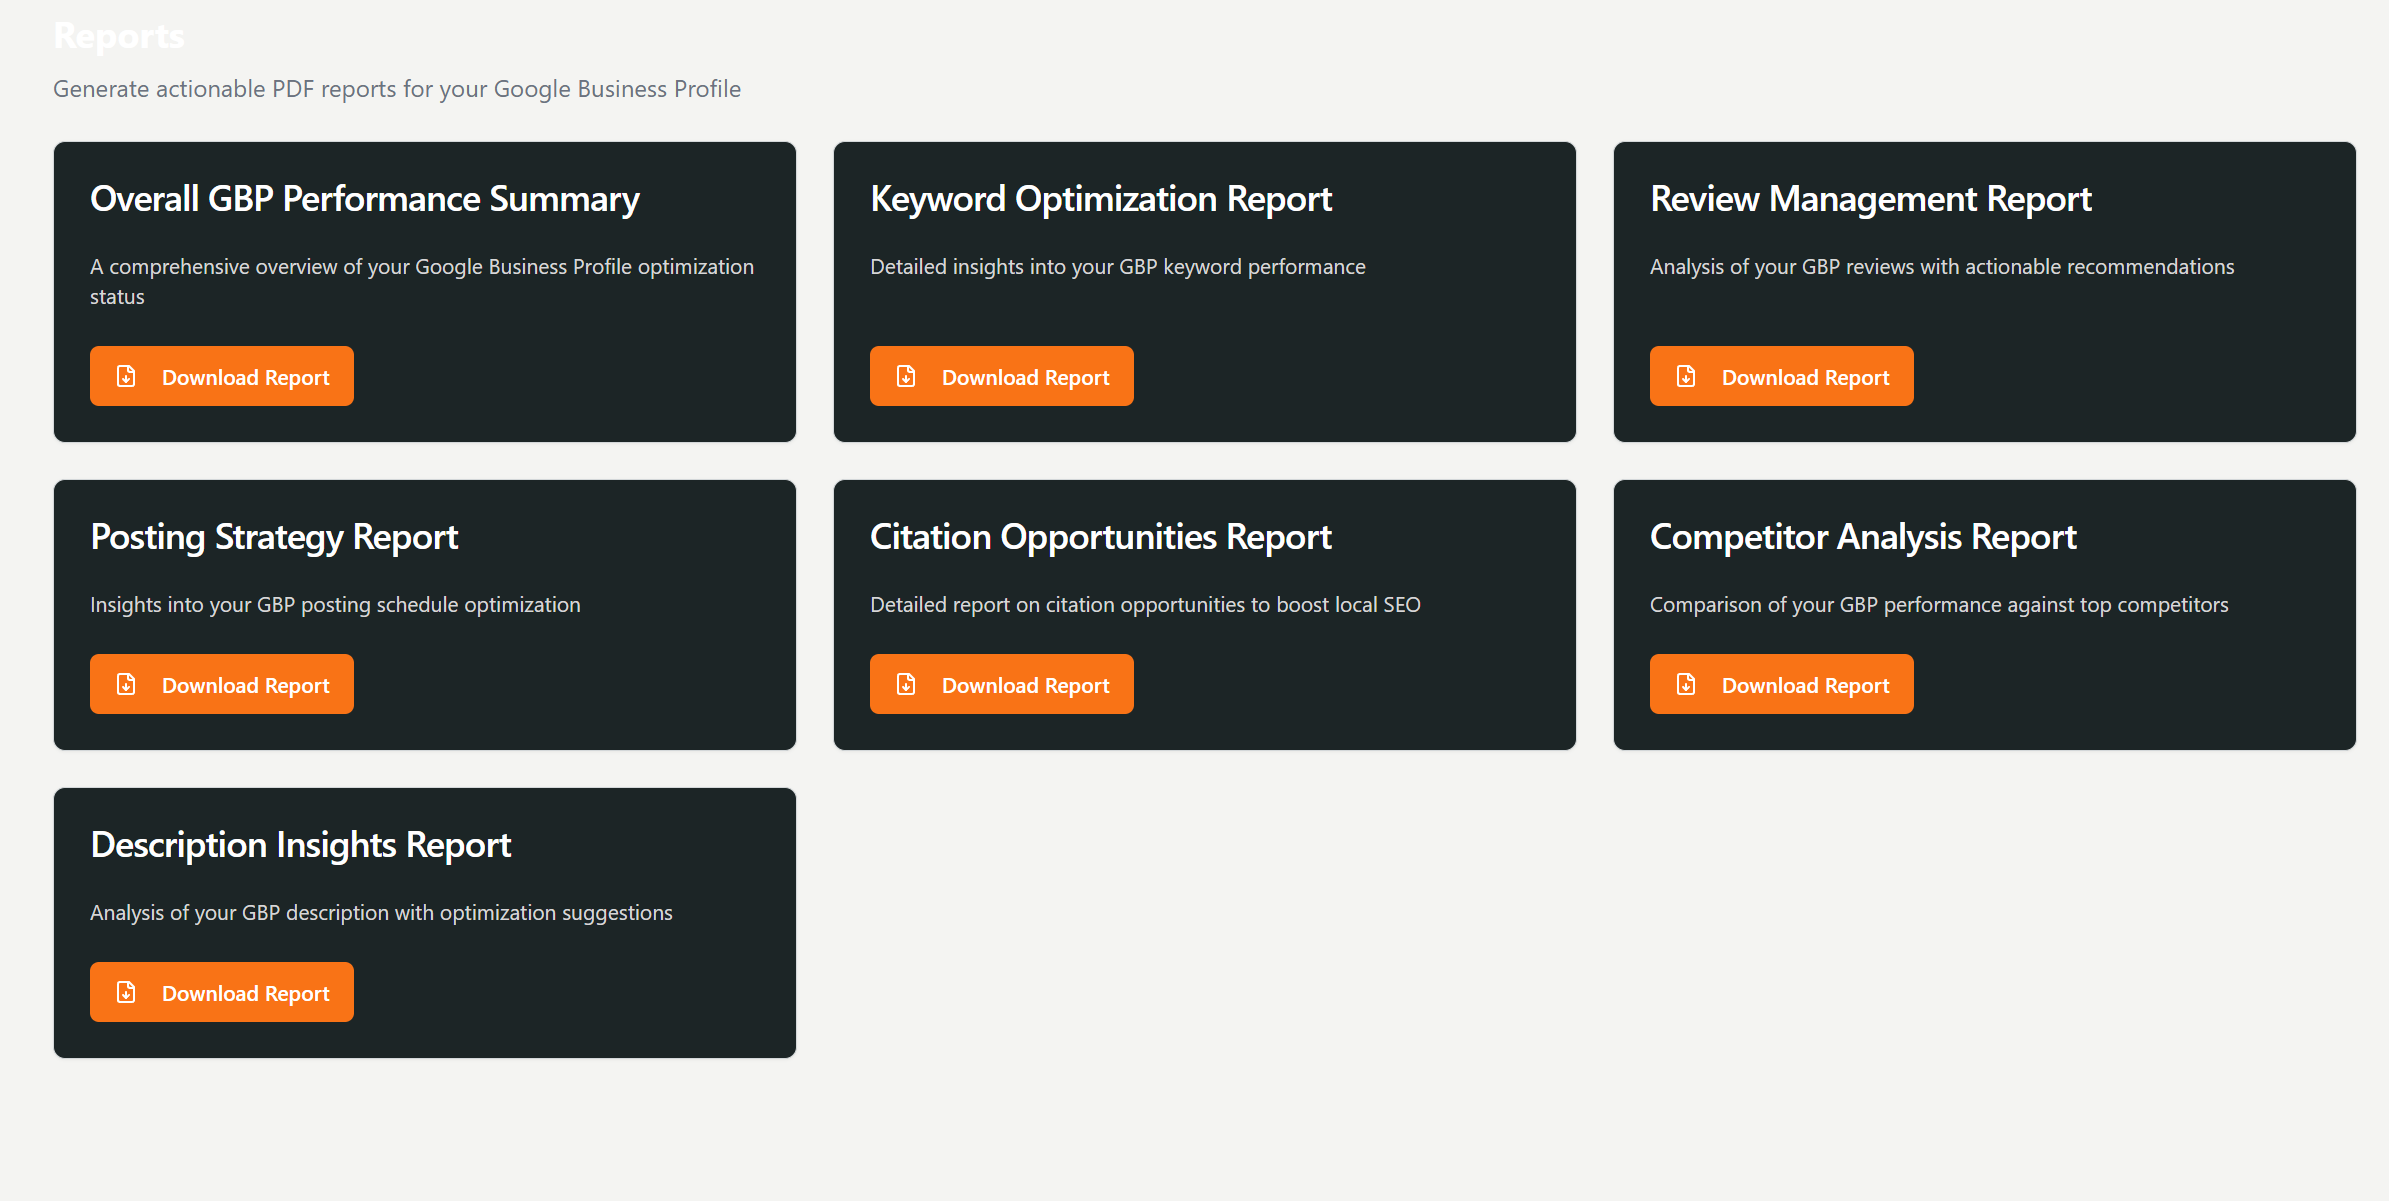 Reports
Generate actionable PDF reports for your Google Business Profile
Overall GBP Performance Summary
A comprehensive overview of your Google Business Profile optimization
status
Download Report
Keyword Optimization Report
Detailed insights into your GBP keyword performance
Download Report
Review Management Report
Analysis of your GBP reviews with actionable recommendations
Download Report
Posting Strategy Report
Insights into your GBP posting schedule optimization
Download Report
Citation Opportunities Report
Detailed report on citation opportunities to boost local SEO
Download Report
Competitor Analysis Report
Comparison of your GBP performance against top competitors
Download Report
Description Insights Report
Analysis of your GBP description with optimization suggestions
Download Report